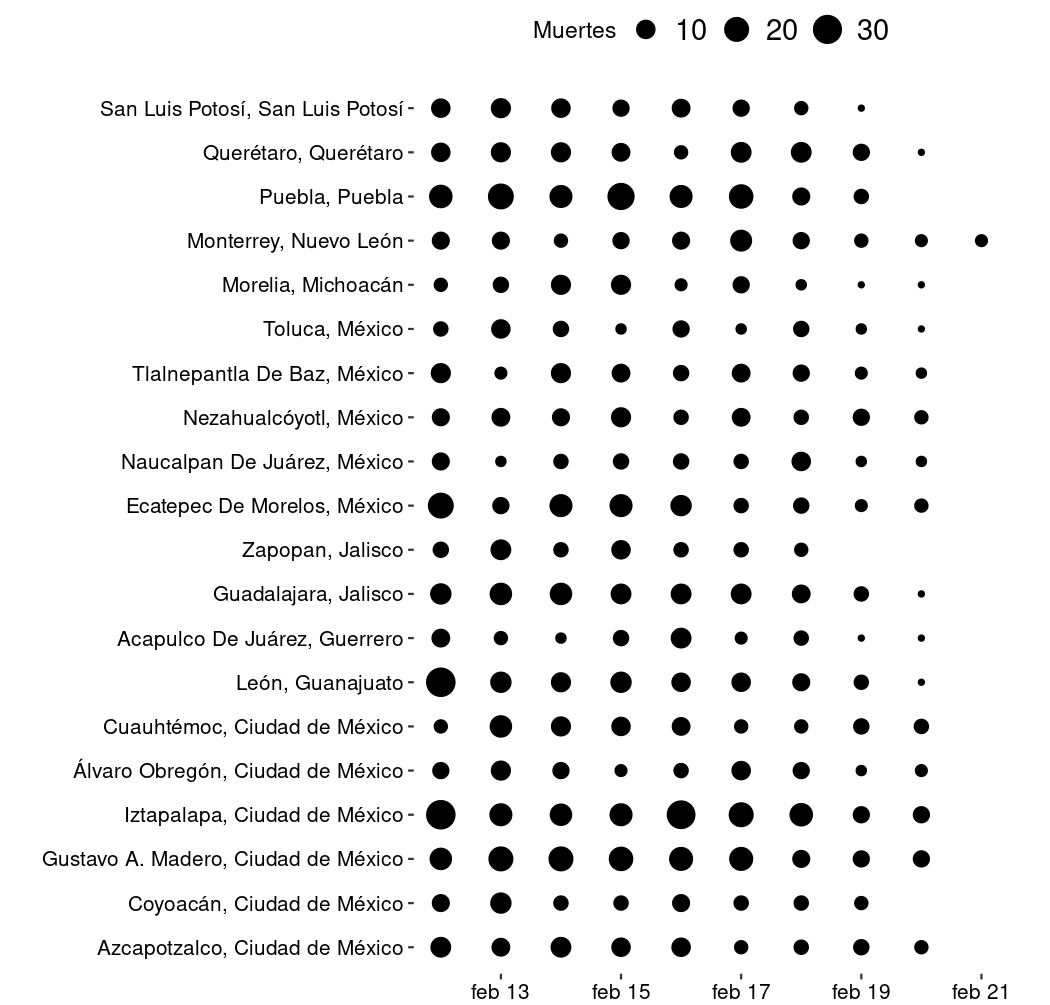 Muertes 10 20 30
San Luis Potosí, San Luis Potosí
Querétaro, Querétaro
Puebla, Puebla
Monterrey, Nuevo León
Morelia, Michoacán
Toluca, México
Tlalnepantla De Baz, México
Nezahualcóyotl, México
Naucalpan De Juárez, México
Ecatepec De Morelos, México
Zapopan, Jalisco
Guadalajara, Jalisco
Acapulco De Juárez, Guerrero
León, Guanajuato
Cuauhtémoc, Ciudad de México
Álvaro Obregón, Ciudad de México
Iztapalapa, Ciudad de México
Gustavo A. Madero, Ciudad de México
Coyoacán, Ciudad de México
Azcapotzalco, Ciudad de México
feb 13 feb 15 feb 17 feb 19 feb 21